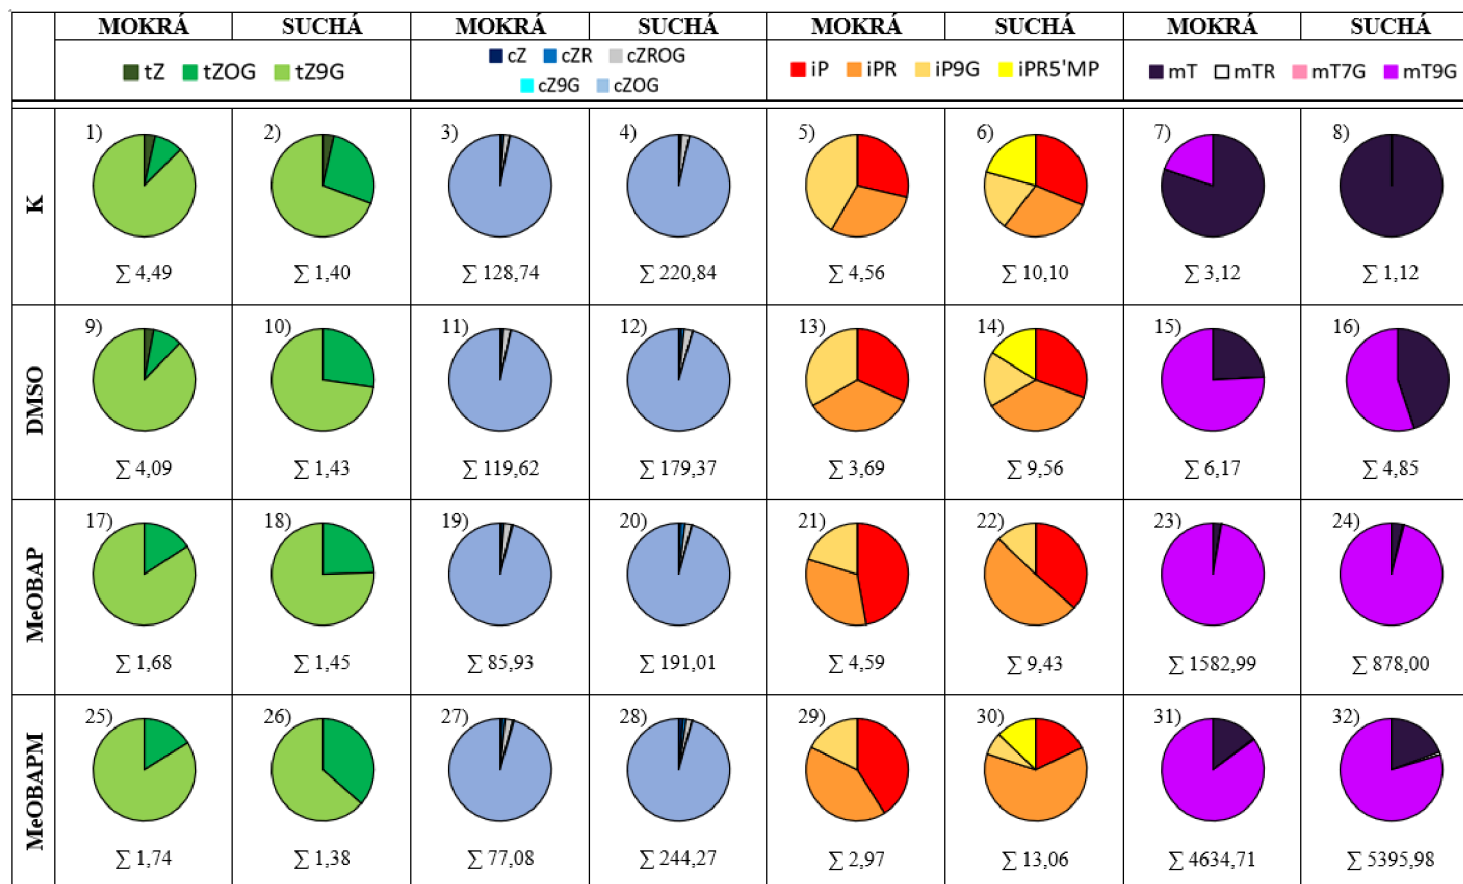 MOKRÁ SUCHÁ MOKRÁ SUCHÁ MOKRÁ SUCHÁ MOKRÁ SUCHÁ
tZ tZOG tZ9G cZ cZR cZROG iP iPR iP9G iPR5'MP mT mTR mT7G mT9G
cZ9G cZOG
K
1) 2) 3) 4) 5) 6) 7) 8)
∑ 4,49 ∑ 1,40 ∑ 128,74 ∑ 220,84 ∑ 4,56 ∑ 10,10 ∑ 3,12 ∑ 1,12
DMSO
9) 10) 11) 12) 13) 14) 15) 16)
∑ 4,09 ∑ 1,43 ∑ 119,62 ∑ 179,37 ∑ 3,69 ∑ 9,56 ∑ 6,17 ∑ 4,85
MeOBAP
17) 18) 19) 20) 21) 22) 23) 24)
∑ 1,68 ∑ 1,45 ∑ 85,93 ∑ 191,01 ∑ 4,59 ∑ 9,43 ∑ 1582,99 ∑ 878,00
MeOBAPM
25) 26) 27) 28) 29) 30) 31) 32)
∑ 1,74 ∑ 1,38 ∑ 77,08 ∑ 244,27 ∑ 2,97 ∑ 13,06 ∑ 4634,71 ∑ 5395,98